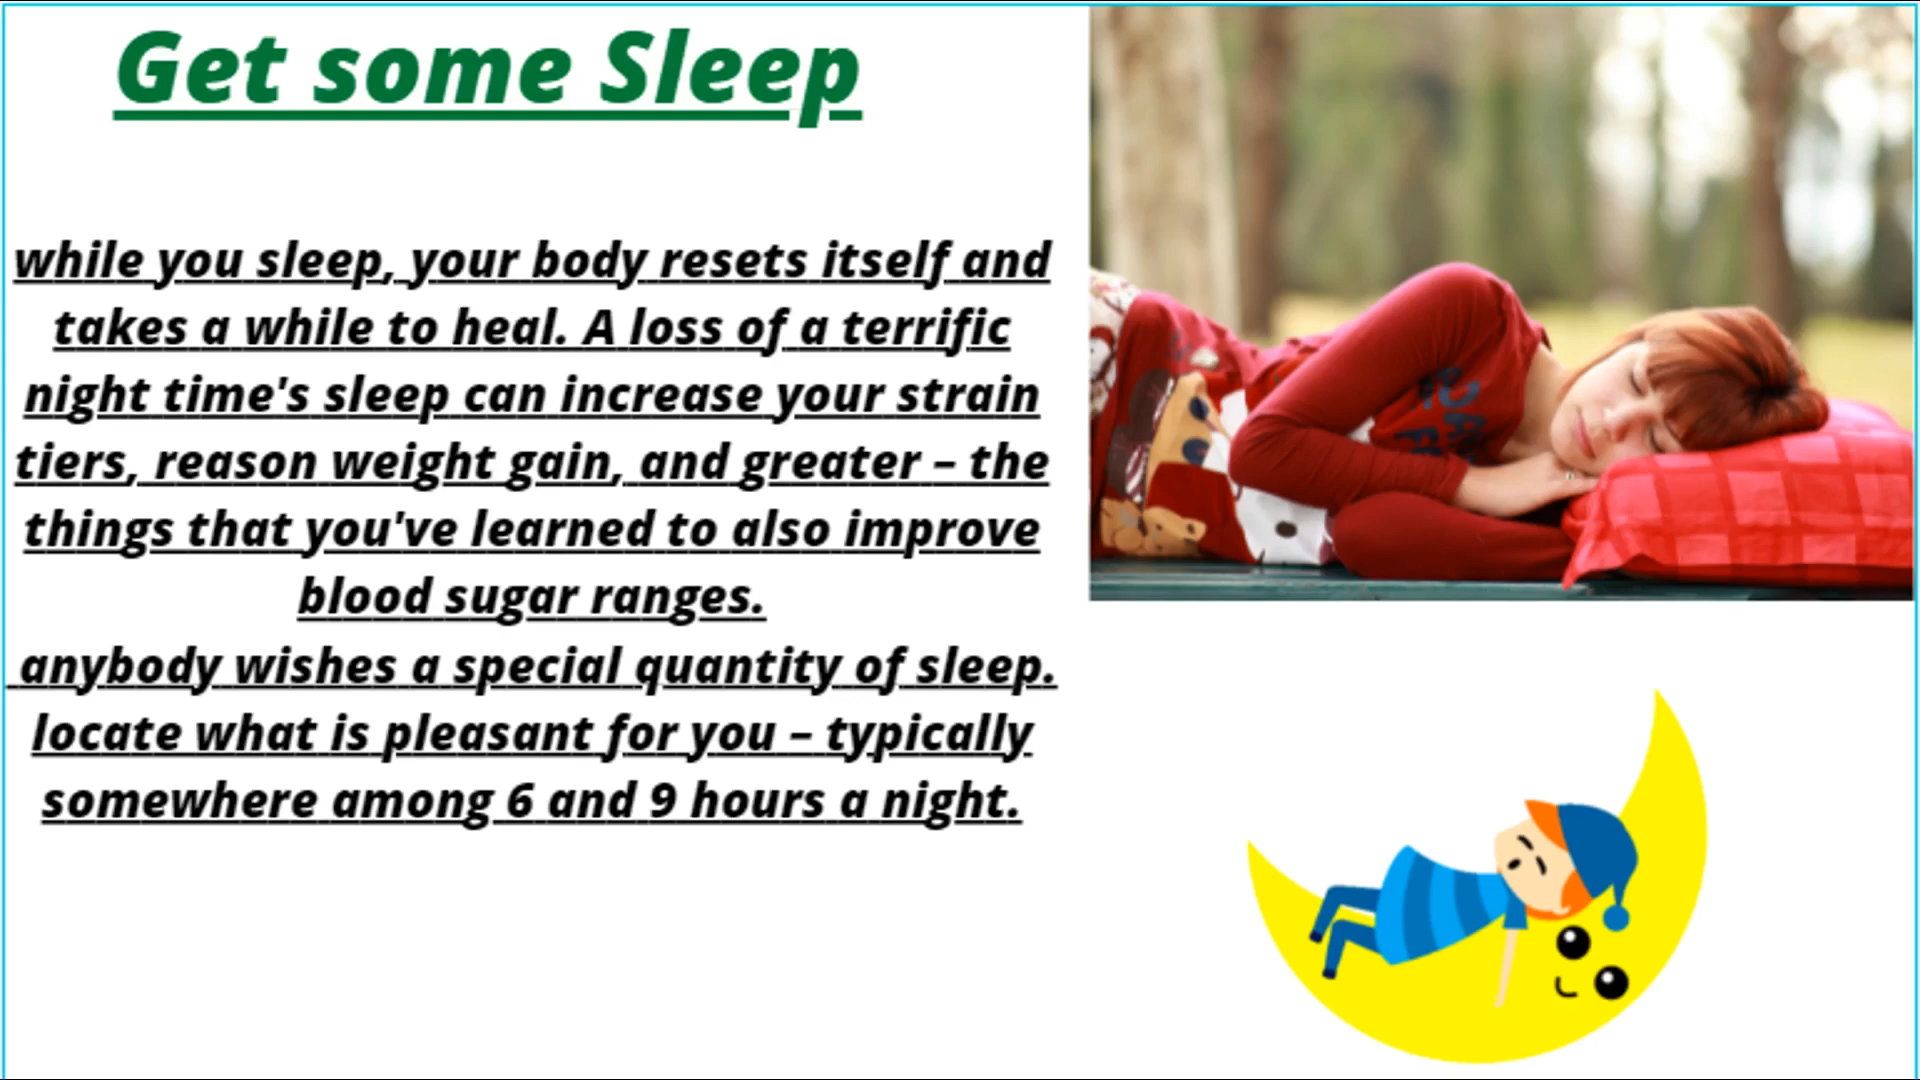 Get some Sleep
while you sleep, your body resets itself and
takes a while to heal. A loss of a terrific
night time's sleep can increase your strain
tiers, reason weight gain, and greater – the
things that you've learned to also improve
blood sugar ranges.
anybody wishes a special quantity of sleep.
locate what is pleasant for you – typically
somewhere among 6 and 9 hours a night.